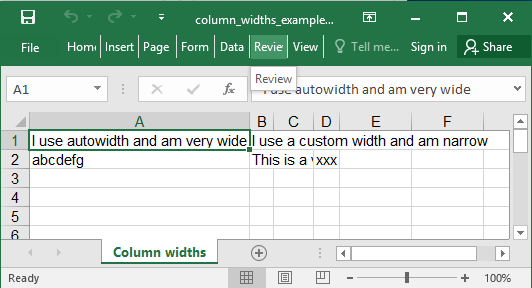 column_widths_example...
File Hom Insert Page Form Data Revie View Tell me... Sign in Share
Review
A1 fx I use autowidth and am very wide
A B C D E F
1 I use autowidth and am very wide I use a custom width and am narrow
2 abcdefg This is a xxx
3
4
5
6
Column widths
Ready 100%